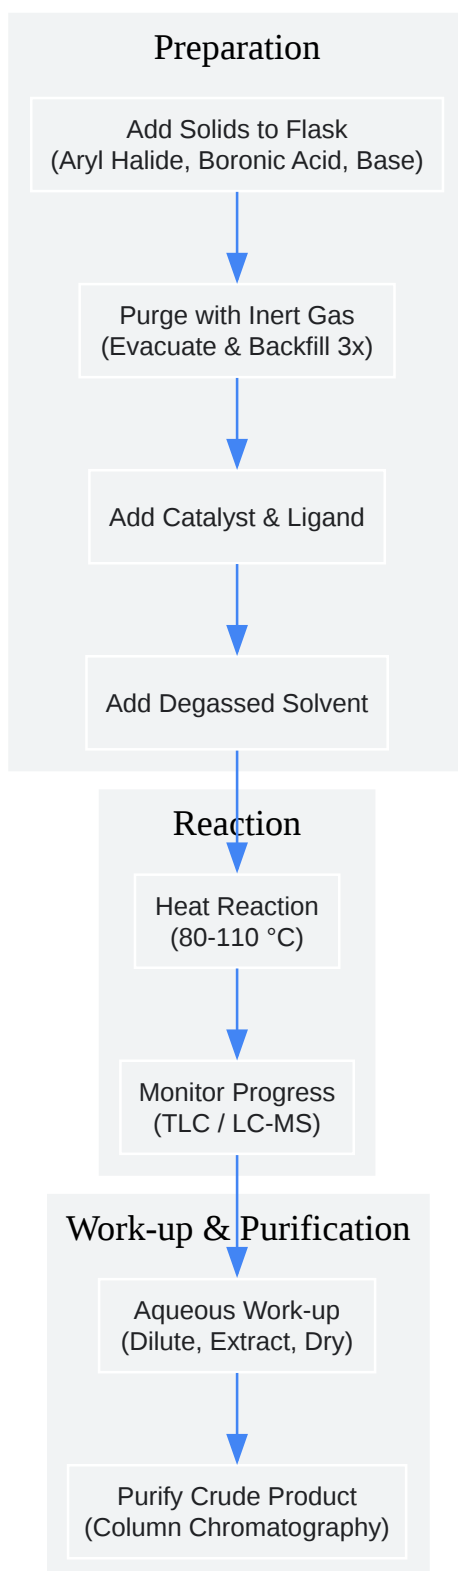 Preparation
Add Solids to Flask
(Aryl Halide, Boronic Acid, Base)
Purge with Inert Gas
(Evacuate & Backfill 3x)
Add Catalyst & Ligand
Add Degassed Solvent
Reaction
Heat Reaction
(80-110 °C)
Monitor Progress
(TLC / LC-MS)
Work-up & Purification
Aqueous Work-up
(Dilute, Extract, Dry)
Purify Crude Product
(Column Chromatography)